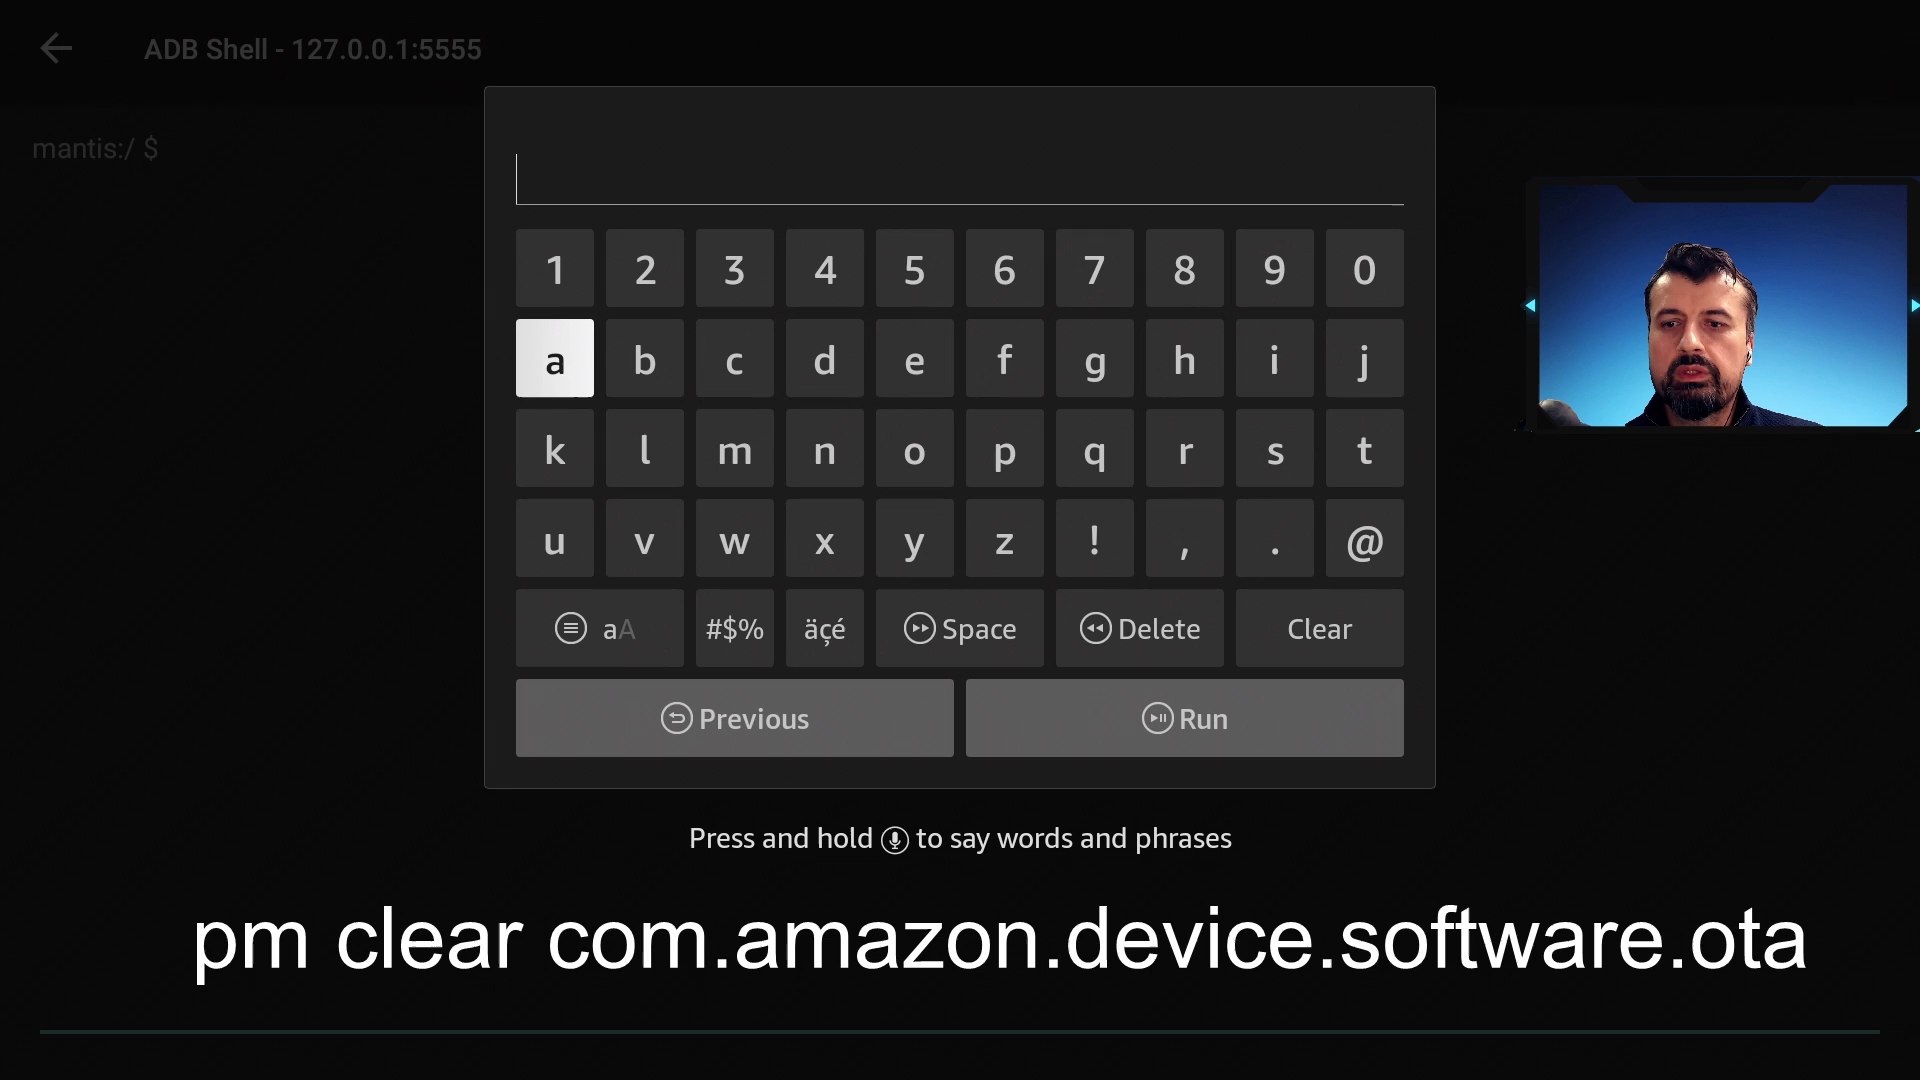 ADB Shell - 127.0.0.1:5555
mantis:/ $
1 2 3 4 5 6 7 8 9 0
a b c d e f g h i j
k l m n o p q r s t
u v w x y z ! , . @
aA #$% äçé Space Delete Clear
Previous Run
Press and hold to say words and phrases
pm clear com.amazon.device.software.ota